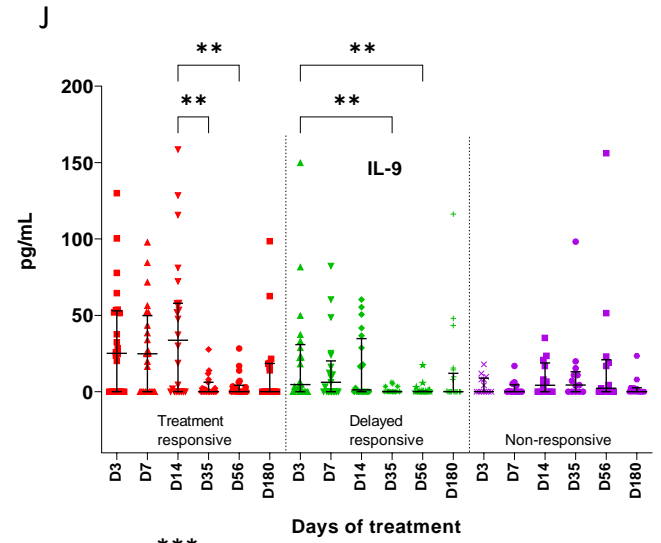 J
** **
** **
200
150
100
50
0
pg/mL
IL-9
Treatment
responsive
Delayed
responsive
Non-responsive
D3 D7 D14 D35 D56 D180 D3 D7 D14 D35 D56 D180 D3 D7 D14 D35 D56 D180
Days of treatment
***